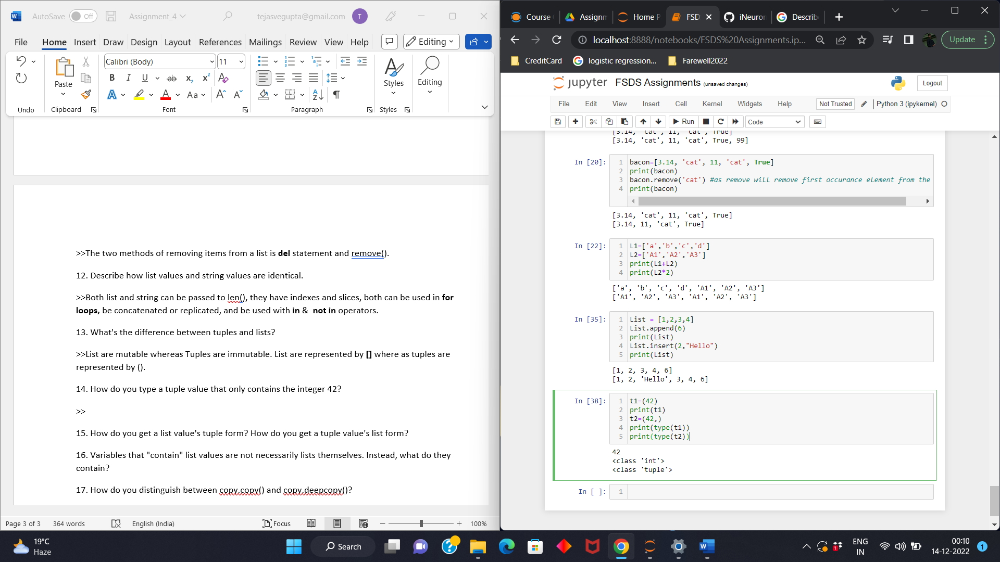 AutoSave Off Assignment_4 tejasvegupta@gmail.com T
File Home Insert Draw Design Layout References Mailings Review View Help Editing
Calibri (Body) 11
Paste
Styles
Editing
Undo Clipboard Font Paragraph Styles
>>The two methods of removing items from a list is del statement and remove().
12. Describe how list values and string values are identical.
>>Both list and string can be passed to len(), they have indexes and slices, both can be used in for
loops, be concatenated or replicated, and be used with in & not in operators.
13. What's the difference between tuples and lists?
>>List are mutable whereas Tuples are immutable. List are represented by [] where as tuples are
represented by ().
14. How do you type a tuple value that only contains the integer 42?
>>
15. How do you get a list value's tuple form? How do you get a tuple value's list form?
16. Variables that "contain" list values are not necessarily lists themselves. Instead, what do they
contain?
17. How do you distinguish between copy.copy() and copy.deepcopy()?
Page 3 of 3 364 words English (India) Focus 100%
Course Assignm Home P FSD iNeuron Describ
localhost:8888/notebooks/FSDS%20Assignments.ip... Update
CreditCard logistic regression... Farewell2022
jupyter FSDS Assignments (unsaved changes) Logout
File Edit View Insert Cell Kernel Widgets Help Not Trusted Python 3 (ipykernel)
Run Code
[3.14, 'cat', 11, 'cat', True]
[3.14, 'cat', 11, 'cat', True, 99]
In [20]:
1 bacon=[3.14, 'cat', 11, 'cat', True]
2 print(bacon)
3 bacon.remove('cat') #as remove will remove first occurance element from the
4 print(bacon)
[3.14, 'cat', 11, 'cat', True]
[3.14, 11, 'cat', True]
In [22]:
1 L1=['a','b','c','d']
2 L2=['A1','A2','A3']
3 print(L1+L2)
4 print(L2*2)
['a', 'b', 'c', 'd', 'A1', 'A2', 'A3']
['A1', 'A2', 'A3', 'A1', 'A2', 'A3']
In [35]:
1 List = [1,2,3,4]
2 List.append(6)
3 print(List)
4 List.insert(2,"Hello")
5 print(List)
[1, 2, 3, 4, 6]
[1, 2, 'Hello', 3, 4, 6]
In [38]:
1 t1=(42)
2 print(t1)
3 t2=(42,)
4 print(type(t1))
5 print(type(t2))
42
<class 'int'>
<class 'tuple'>
In [ ]: 1
19°C
Haze
Search
ENG
IN
00:10
14-12-2022
1